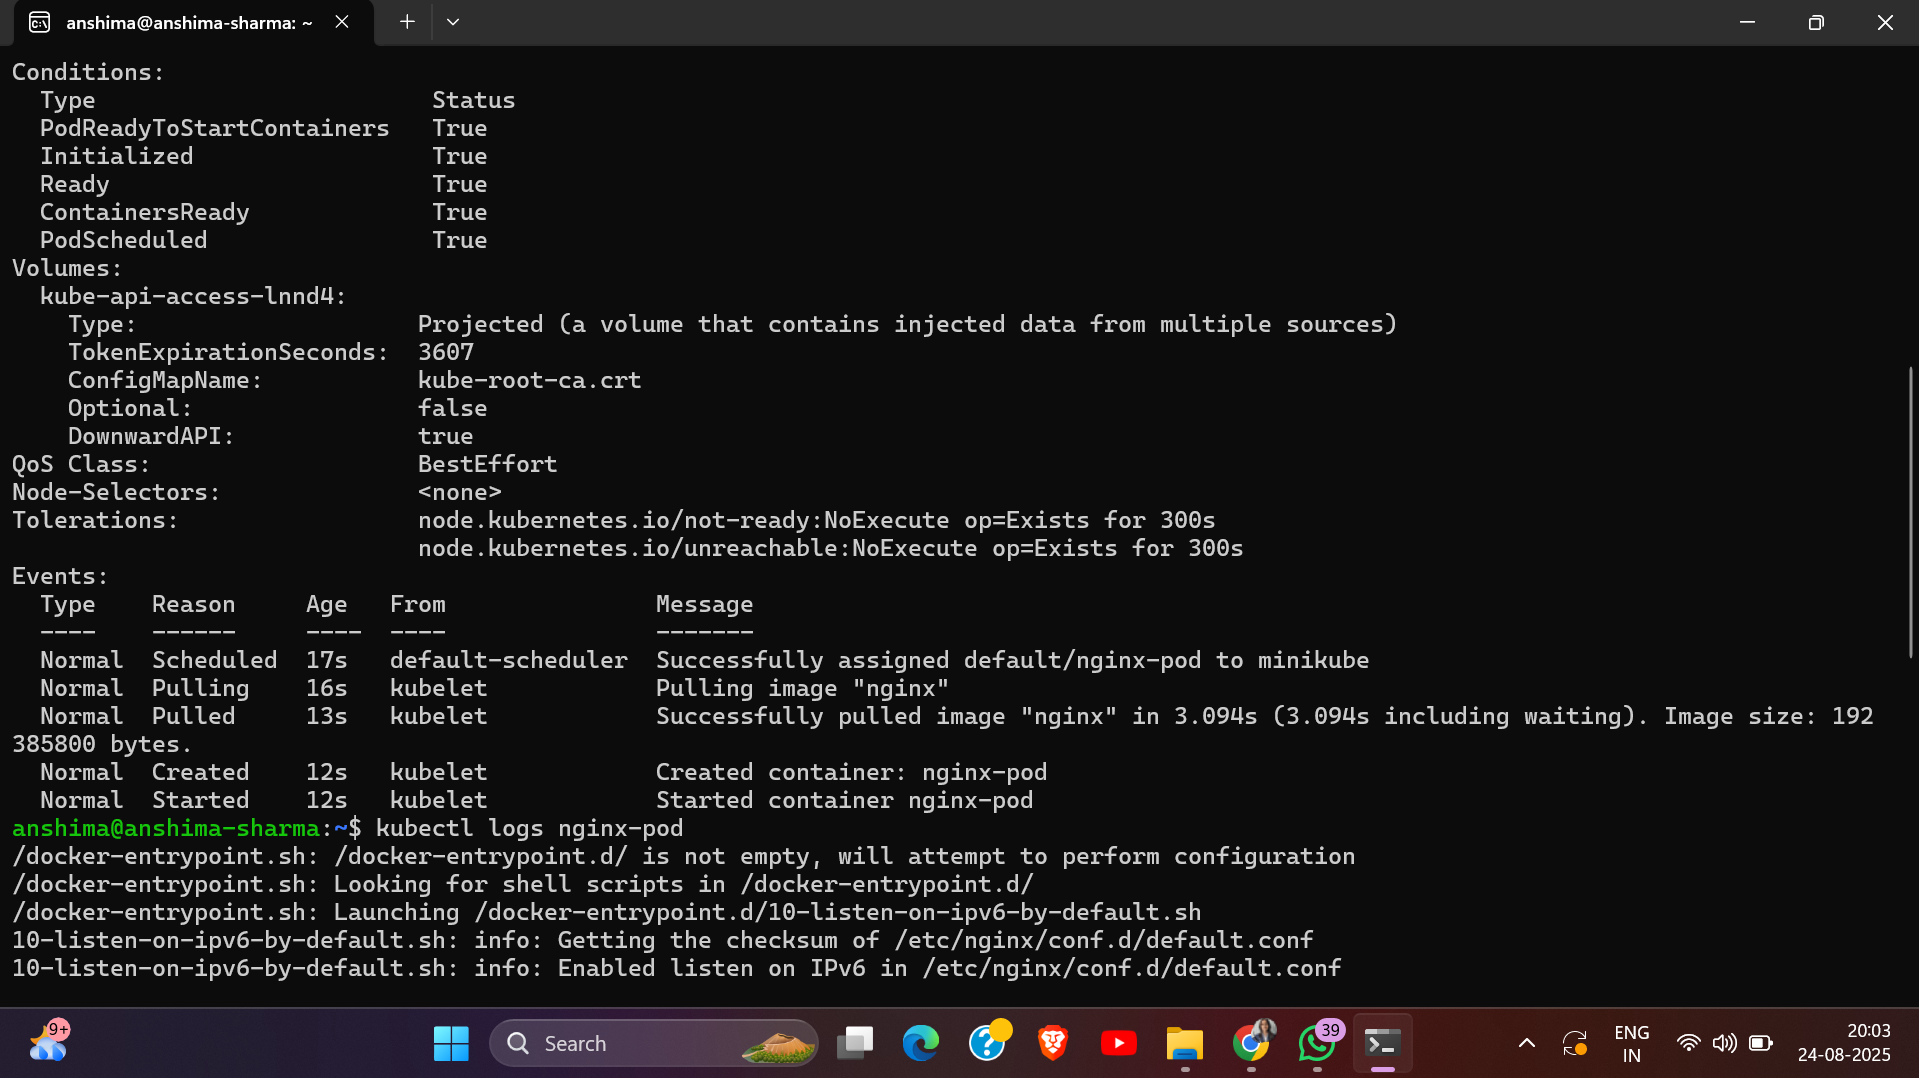 anshima@anshima-sharma: ~
Conditions:
  Type                        Status
  PodReadyToStartContainers   True
  Initialized                 True
  Ready                       True
  ContainersReady             True
  PodScheduled                True
Volumes:
  kube-api-access-lnnd4:
    Type:                    Projected (a volume that contains injected data from multiple sources)
    TokenExpirationSeconds:  3607
    ConfigMapName:           kube-root-ca.crt
    Optional:                false
    DownwardAPI:             true
QoS Class:                   BestEffort
Node-Selectors:              <none>
Tolerations:                 node.kubernetes.io/not-ready:NoExecute op=Exists for 300s
                             node.kubernetes.io/unreachable:NoExecute op=Exists for 300s
Events:
  Type    Reason     Age   From               Message
  ----    ------     ----  ----               -------
  Normal  Scheduled  17s   default-scheduler  Successfully assigned default/nginx-pod to minikube
  Normal  Pulling    16s   kubelet            Pulling image "nginx"
  Normal  Pulled     13s   kubelet            Successfully pulled image "nginx" in 3.094s (3.094s including waiting). Image size: 192
385800 bytes.
  Normal  Created    12s   kubelet            Created container: nginx-pod
  Normal  Started    12s   kubelet            Started container nginx-pod
anshima@anshima-sharma:~$ kubectl logs nginx-pod
/docker-entrypoint.sh: /docker-entrypoint.d/ is not empty, will attempt to perform configuration
/docker-entrypoint.sh: Looking for shell scripts in /docker-entrypoint.d/
/docker-entrypoint.sh: Launching /docker-entrypoint.d/10-listen-on-ipv6-by-default.sh
10-listen-on-ipv6-by-default.sh: info: Getting the checksum of /etc/nginx/conf.d/default.conf
10-listen-on-ipv6-by-default.sh: info: Enabled listen on IPv6 in /etc/nginx/conf.d/default.conf
9+
Search
39
ENG
IN
20:03
24-08-2025